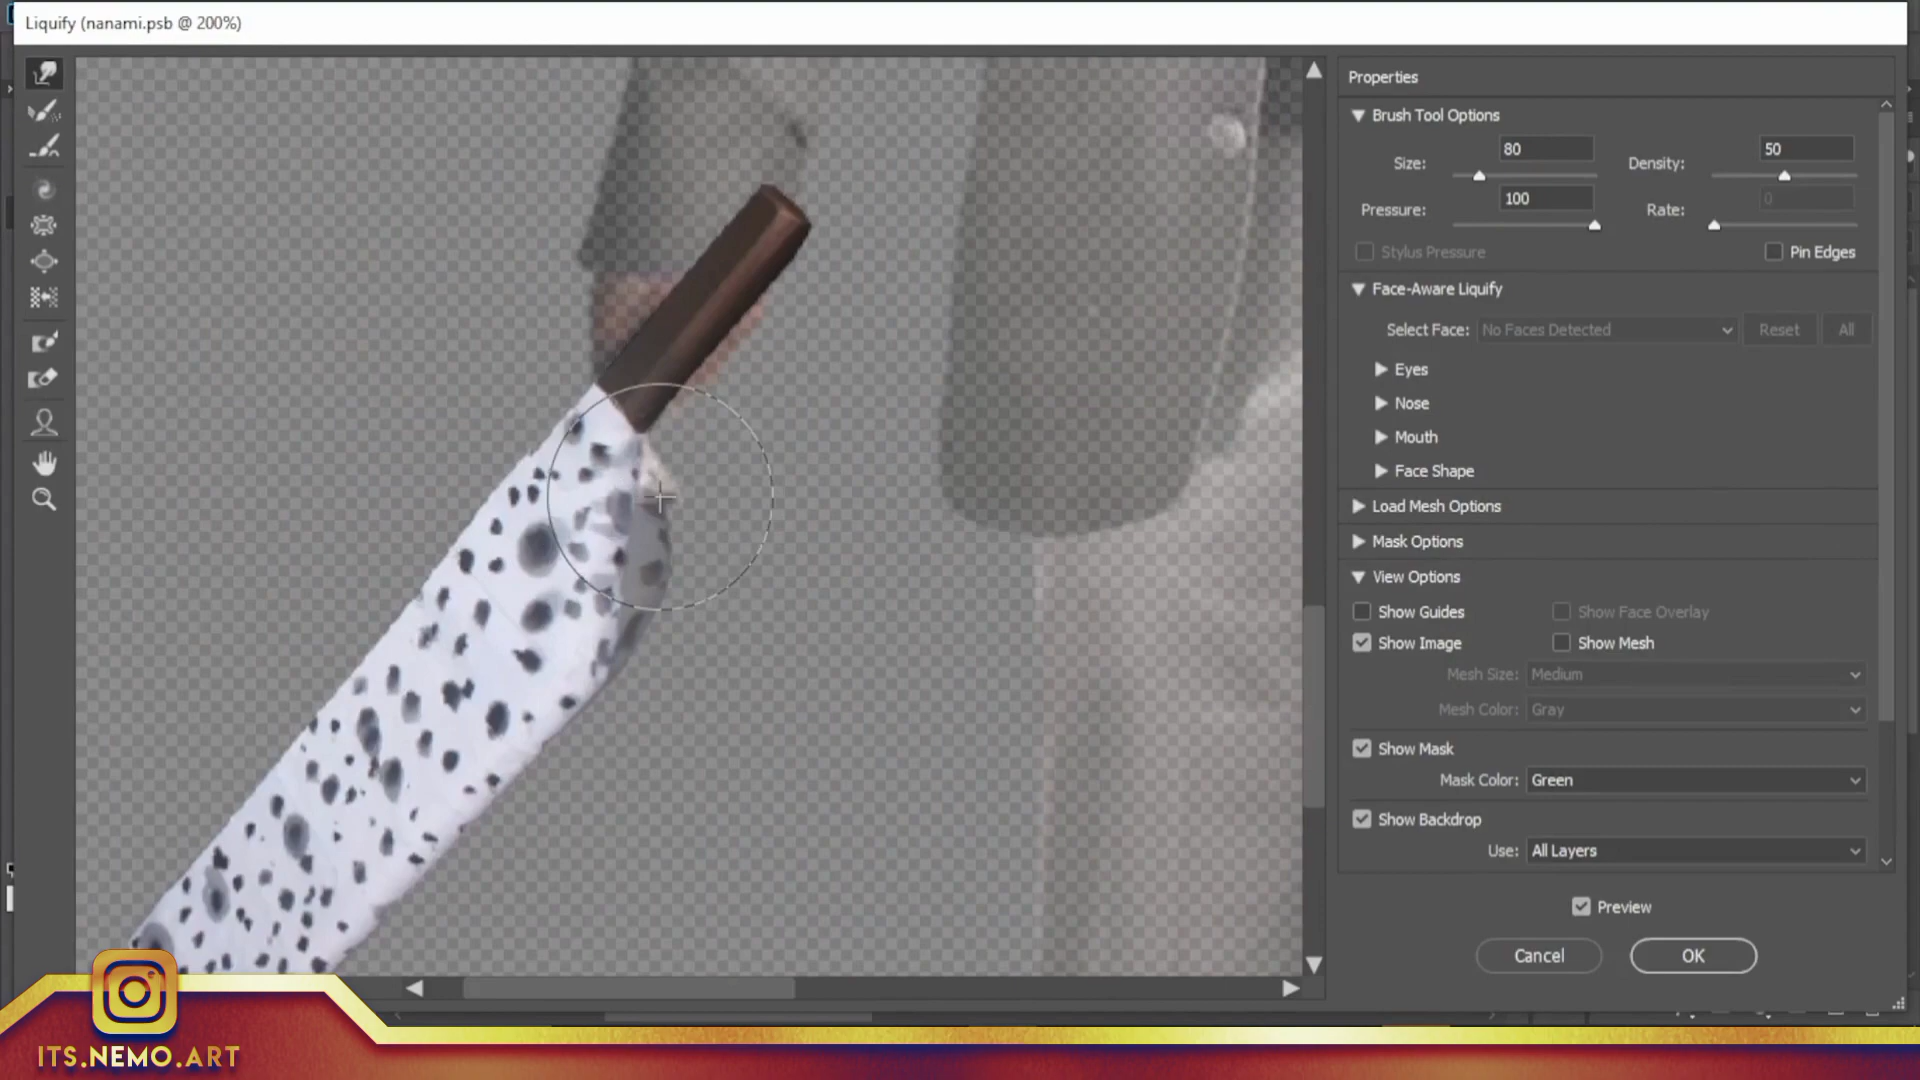 Liquify (nanami.psb @ 200%)
Properties
Brush Tool Options
Size: 80
Density: 50
Pressure: 100
Rate: 0
Stylus Pressure
Pin Edges
Face-Aware Liquify
Select Face: No Faces Detected
Reset
All
Eyes
Nose
Mouth
Face Shape
Load Mesh Options
Mask Options
View Options
Show Guides
Show Face Overlay
Show Image
Show Mesh
Mesh Size: Medium
Mesh Color: Gray
Show Mask
Mask Color: Green
Show Backdrop
Use: All Layers
Preview
Cancel
OK
ITS.NEMO.ART